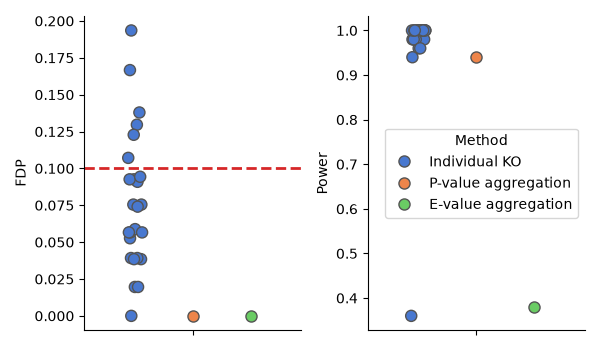 0.200
0.175
0.150
0.125
0.100
0.075
0.050
0.025
0.000
FDP
1.0
0.9
0.8
0.7
0.6
0.5
0.4
Power
Method
Individual KO
P-value aggregation
E-value aggregation